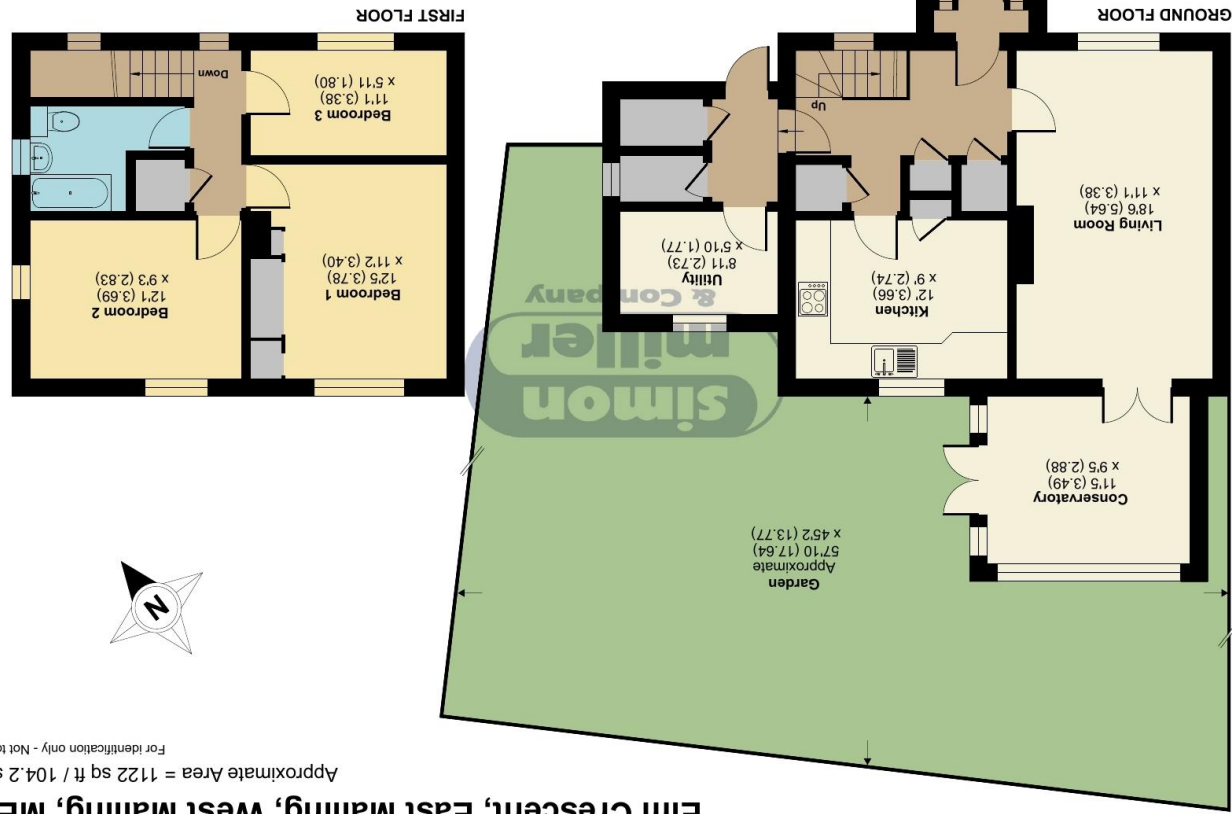 Elm Crescent, East Malling, West Malling, ME
Approximate Area = 1122 sq ft / 104.2 s
For identification only - Not to
N
Garden
Approximate
57'10 (17.64)
x 45'2 (13.77)
Conservatory
11'5 (3.49)
x 9'5 (2.88)
simon
miller
& Company
Kitchen
12' (3.66)
x 9' (2.74)
Utility
8'11 (2.73)
x 5'10 (1.77)
Living Room
18'6 (5.64)
x 11'1 (3.38)
Up
GROUND FLOOR
Bedroom 1
12'5 (3.78)
x 11'2 (3.40)
Bedroom 2
12'1 (3.69)
x 9'3 (2.83)
Bedroom 3
11'1 (3.38)
x 5'11 (1.80)
Down
FIRST FLOOR